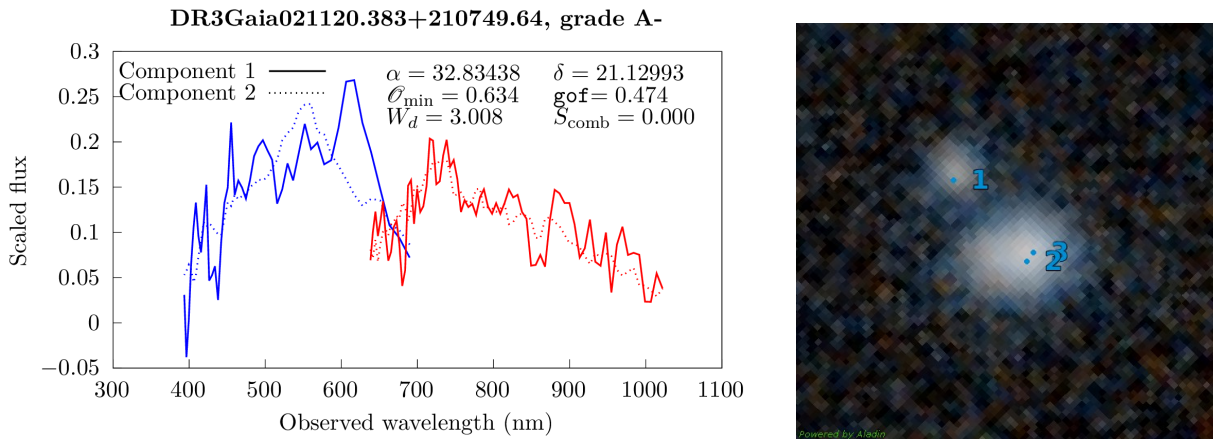 DR3Gaia021120.383+210749.64, grade A-
Component 1
Component 2
α = 32.83438 δ = 21.12993
𝒪min = 0.634 gof= 0.474
Wd = 3.008 Scomb = 0.000
0.3
0.25
0.2
0.15
0.1
0.05
0
−0.05
300 400 500 600 700 800 900 1000 1100
Scaled flux
Observed wavelength (nm)
1
3
2
Powered by Aladin